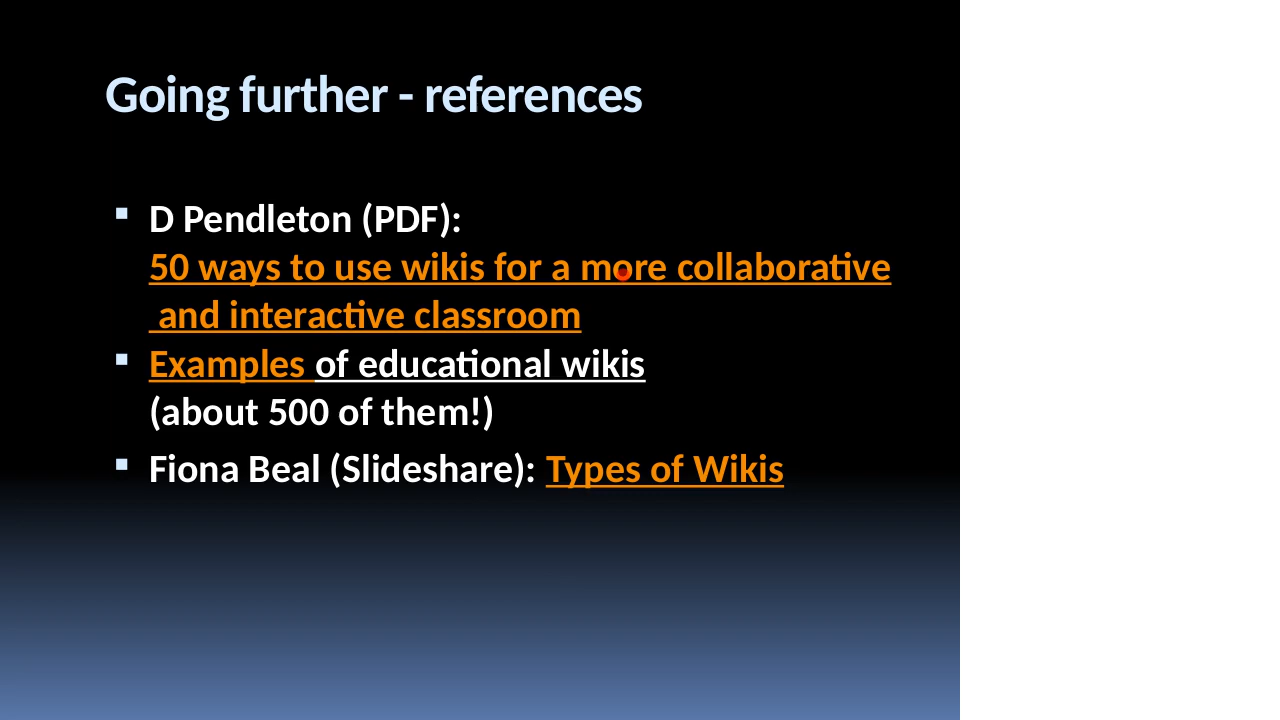 Going further - references
D Pendleton (PDF):
50 ways to use wikis for a more collaborative
and interactive classroom
Examples of educational wikis
(about 500 of them!)
Fiona Beal (Slideshare): Types of Wikis